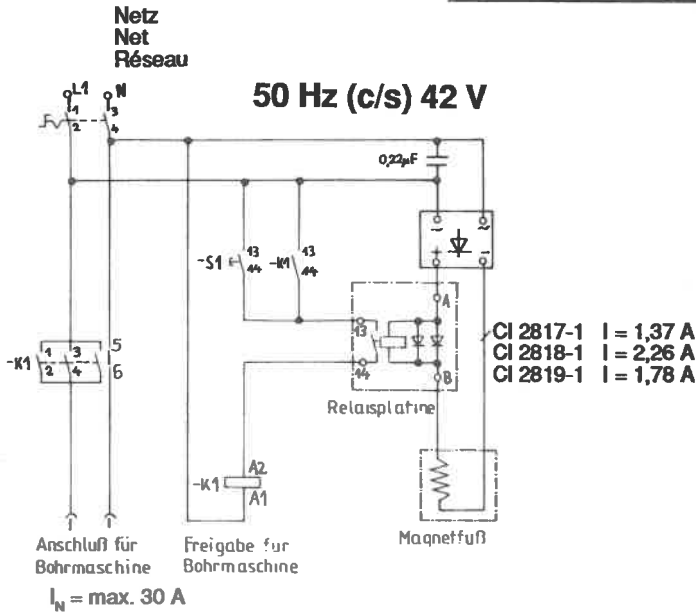 Netz
Net
Réseau
L1 N
50 Hz (c/s) 42 V
1 3
2 4
0,22µF
~ ~
+ -
-S1 13
14
-K1 13
14
A
13
14
B
CI 2817-1 I = 1,37 A
CI 2818-1 I = 2,26 A
CI 2819-1 I = 1,78 A
-K1 1 3 5
2 4 6
Relaisplatine
-K1 A2
A1
Anschluß für
Bohrmaschine
Freigabe für
Bohrmaschine
Magnetfuß
IN = max. 30 A